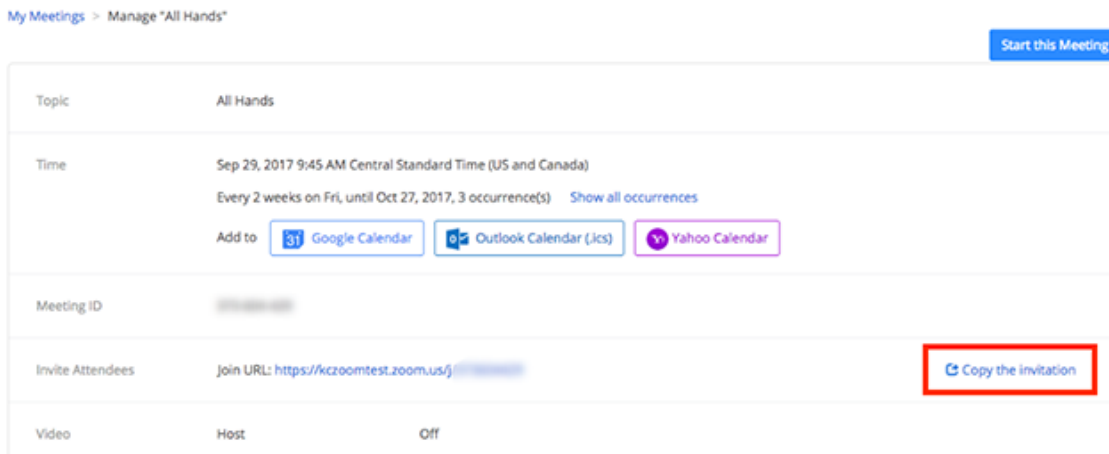 My Meetings > Manage "All Hands"
Start this Meeting
Topic All Hands
Time Sep 29, 2017 9:45 AM Central Standard Time (US and Canada)
Every 2 weeks on Fri, until Oct 27, 2017, 3 occurrence(s) Show all occurrences
Add to 31 Google Calendar Outlook Calendar (.ics) Yahoo Calendar
Meeting ID
Invite Attendees Join URL: https://kczoomtest.zoom.us/j/ Copy the invitation
Video Host Off